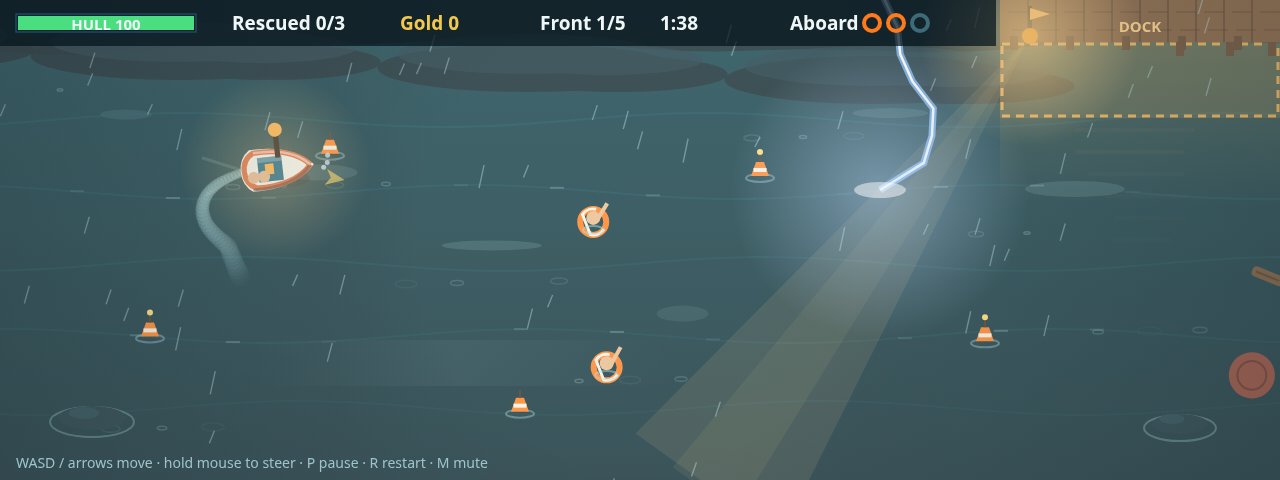 HULL 100 Rescued 0/3 Gold 0 Front 1/5 1:38 Aboard
DOCK
WASD / arrows move · hold mouse to steer · P pause · R restart · M mute